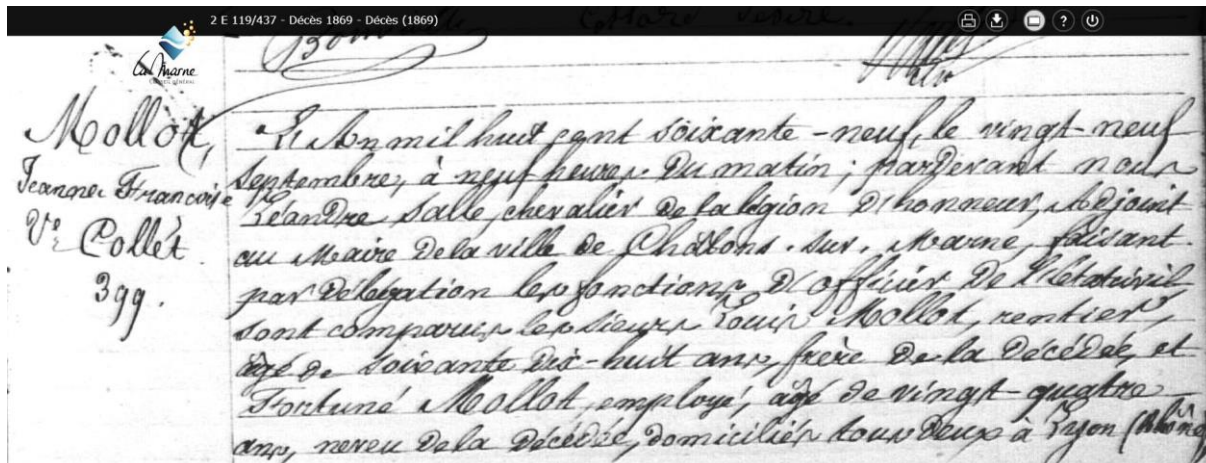 2 E 119/437 - Décès 1869 - Décès (1869)
La Marne
Mollot,
Jeanne Françoise
Ve Collet.
399.
L'An mil huit cent soixante-neuf, le vingt-neuf
septembre, à neuf heures du matin ; pardevant nous
Léandre Salle, chevalier de la légion d'honneur, Adjoint
au Maire de la ville de Châlons-sur-Marne, faisant
par délégation les fonctions d'officier de l'état civil
sont comparus les sieurs Louis Mollot, rentier,
âgé de soixante dix-huit ans, frère de la décédée, et
Fortuné Mollot, employé, âgé de vingt-quatre
ans, neveu de la décédée, domiciliés tous deux à Lyon (Rhône)